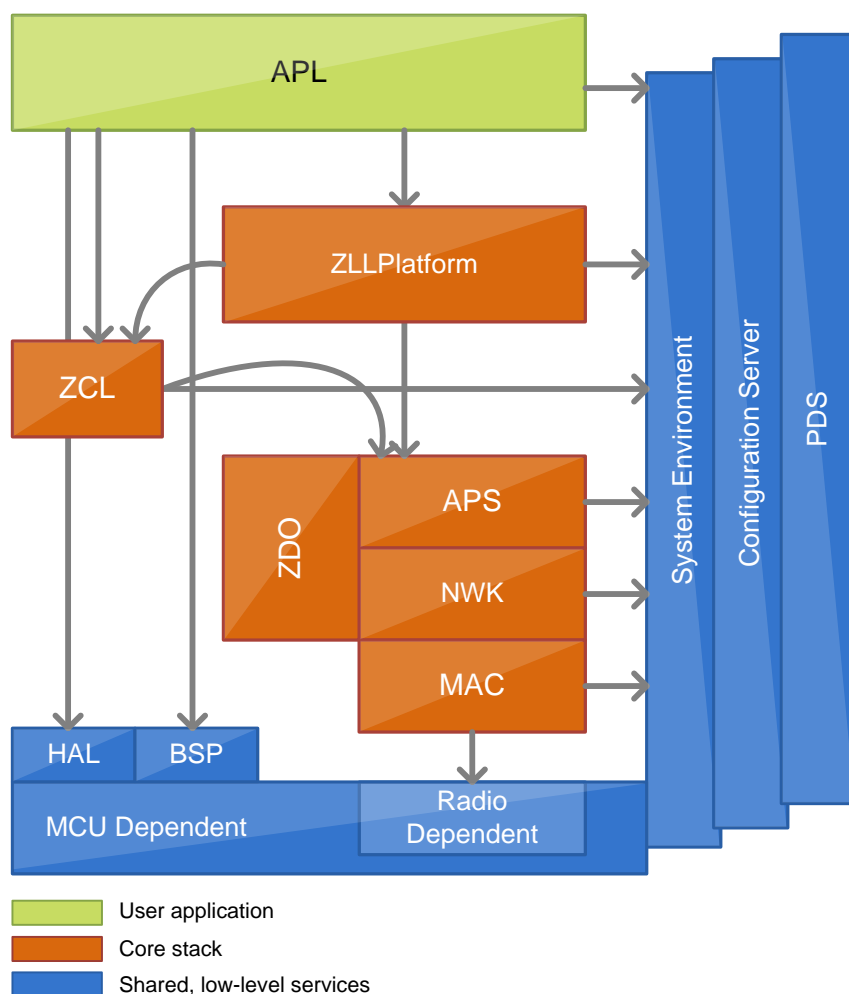 APL
ZLLPlatform
ZCL
ZDO
APS
NWK
MAC
HAL
BSP
MCU Dependent
Radio
Dependent
System Environment
Configuration Server
PDS
User application
Core stack
Shared, low-level services